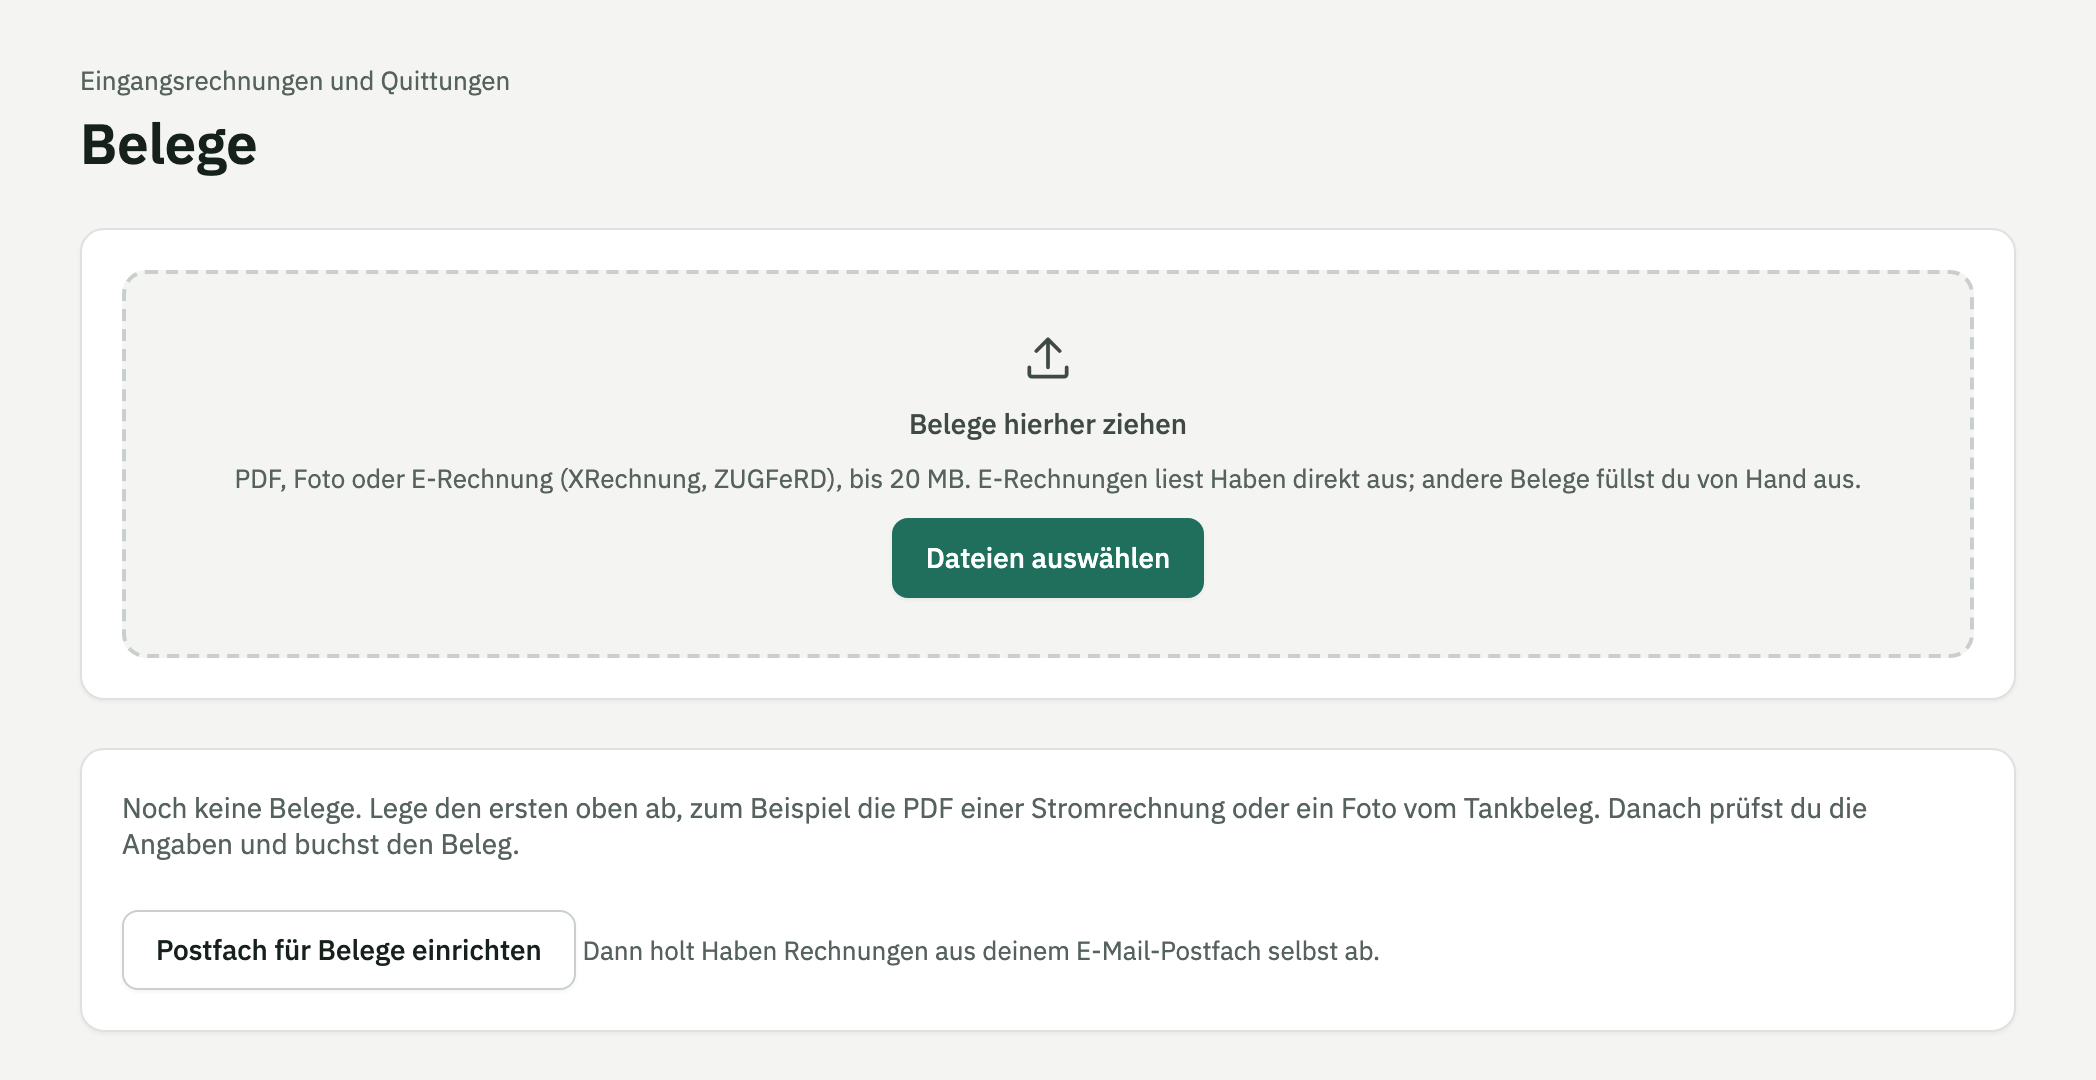 Eingangsrechnungen und Quittungen
Belege
Belege hierher ziehen
PDF, Foto oder E-Rechnung (XRechnung, ZUGFeRD), bis 20 MB. E-Rechnungen liest Haben direkt aus; andere Belege füllst du von Hand aus.
Dateien auswählen
Noch keine Belege. Lege den ersten oben ab, zum Beispiel die PDF einer Stromrechnung oder ein Foto vom Tankbeleg. Danach prüfst du die
Angaben und buchst den Beleg.
Postfach für Belege einrichten Dann holt Haben Rechnungen aus deinem E-Mail-Postfach selbst ab.